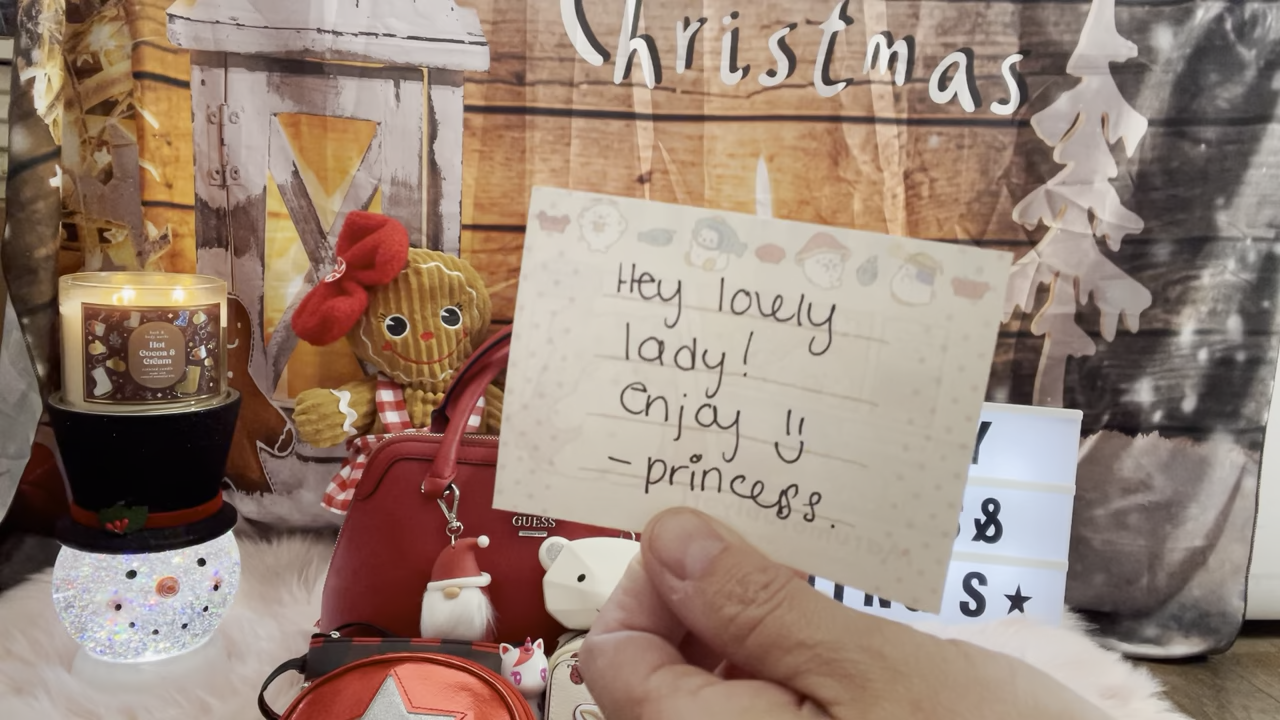 Christmas
Hey lovely
lady!
enjoy
-princess.
Hot
Cocoa &
Cream
GUESS
Y
&
S